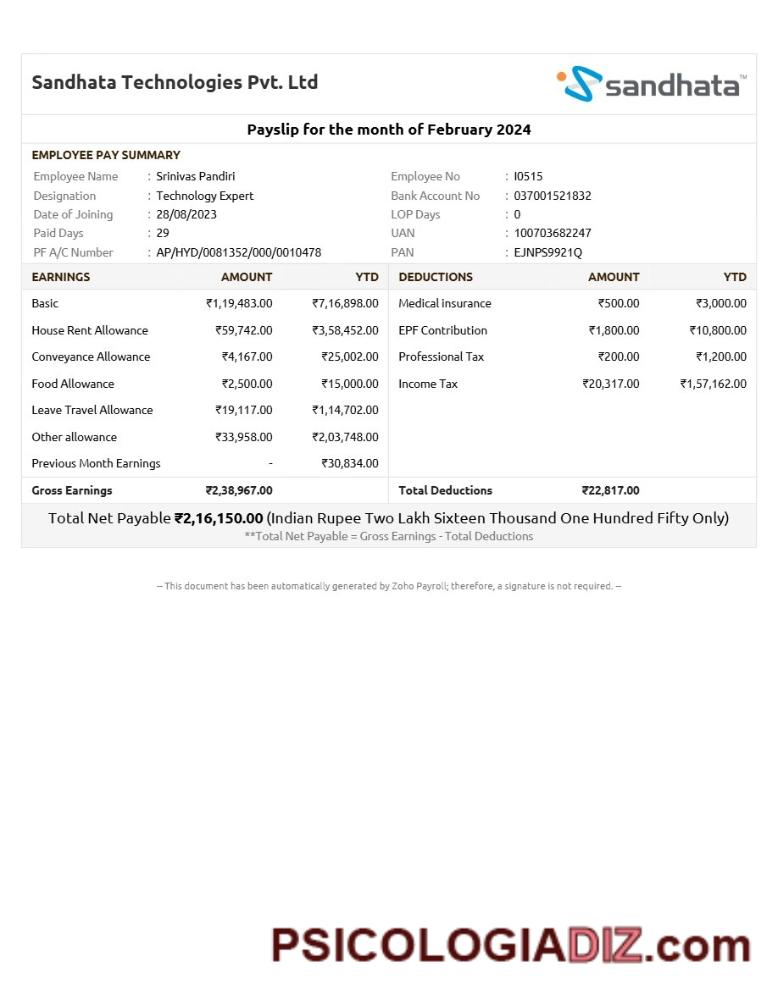 Sandhata Technologies Pvt. Ltd
sandhata™
Payslip for the month of February 2024
EMPLOYEE PAY SUMMARY
Employee Name : Srinivas Pandiri Employee No : I0515
Designation : Technology Expert Bank Account No : 037001521832
Date of Joining : 28/08/2023 LOP Days : 0
Paid Days : 29 UAN : 100703682247
PF A/C Number : AP/HYD/0081352/000/0010478 PAN : EJNPS9921Q
EARNINGS AMOUNT YTD DEDUCTIONS AMOUNT YTD
Basic ₹1,19,483.00 ₹7,16,898.00 Medical insurance ₹500.00 ₹3,000.00
House Rent Allowance ₹59,742.00 ₹3,58,452.00 EPF Contribution ₹1,800.00 ₹10,800.00
Conveyance Allowance ₹4,167.00 ₹25,002.00 Professional Tax ₹200.00 ₹1,200.00
Food Allowance ₹2,500.00 ₹15,000.00 Income Tax ₹20,317.00 ₹1,57,162.00
Leave Travel Allowance ₹19,117.00 ₹1,14,702.00
Other allowance ₹33,958.00 ₹2,03,748.00
Previous Month Earnings - ₹30,834.00
Gross Earnings ₹2,38,967.00 Total Deductions ₹22,817.00
Total Net Payable ₹2,16,150.00 (Indian Rupee Two Lakh Sixteen Thousand One Hundred Fifty Only)
**Total Net Payable = Gross Earnings - Total Deductions
-- This document has been automatically generated by Zoho Payroll; therefore, a signature is not required. --
PSICOLOGIADIZ.com